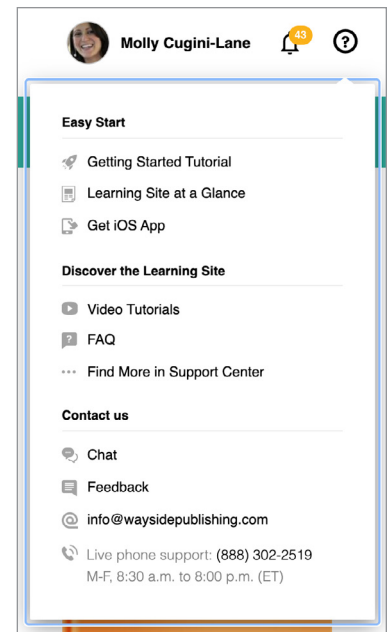 Molly Cugini-Lane 43 ?
Easy Start
Getting Started Tutorial
Learning Site at a Glance
Get iOS App
Discover the Learning Site
Video Tutorials
? FAQ
Find More in Support Center
Contact us
Chat
Feedback
@ info@waysidepublishing.com
Live phone support: (888) 302-2519
M-F, 8:30 a.m. to 8:00 p.m. (ET)